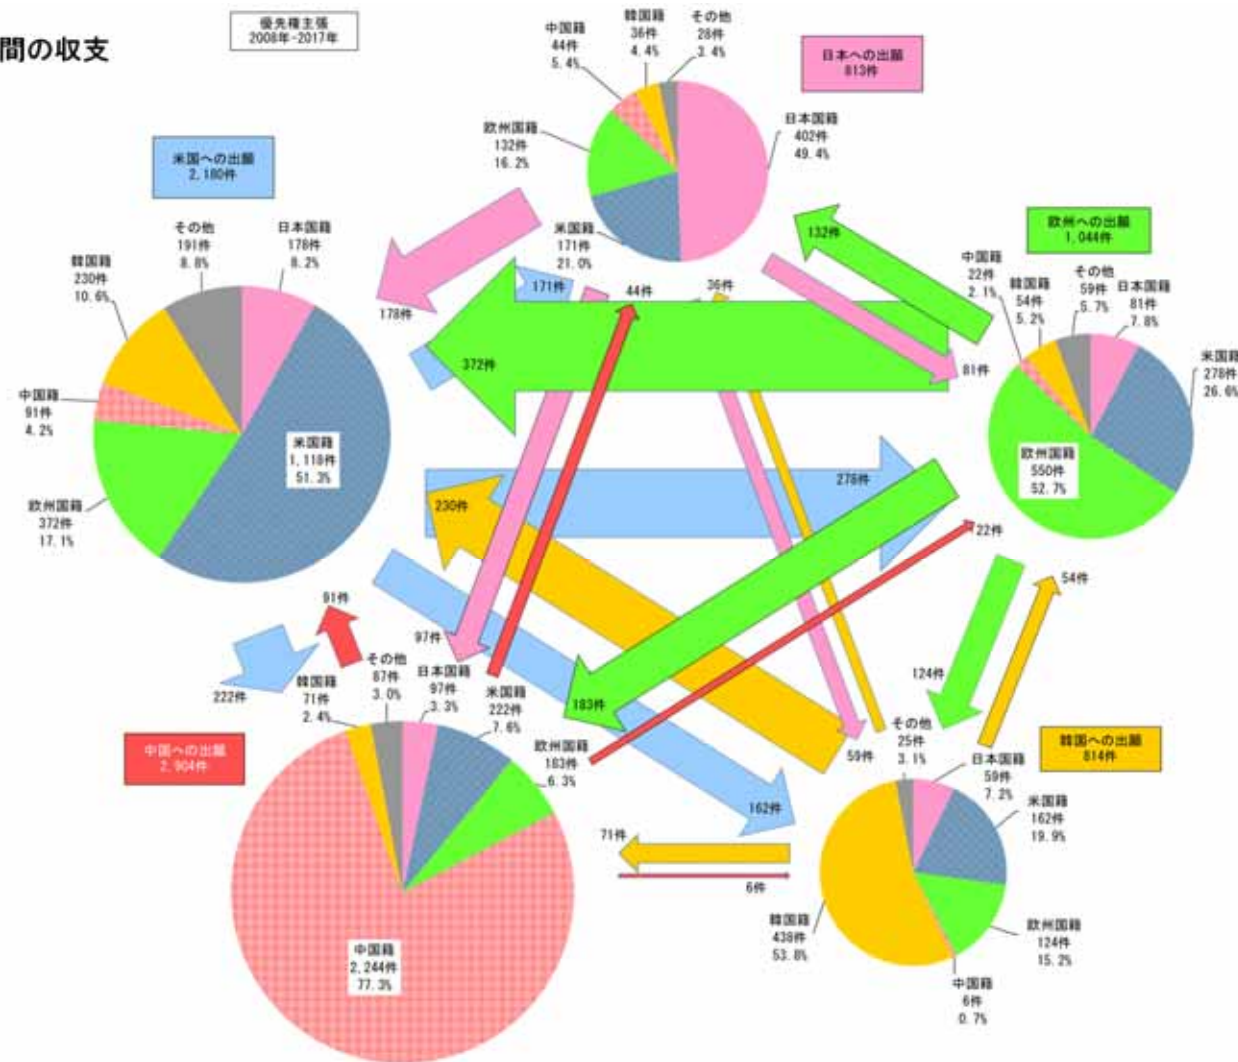 間の収支
優先権主張
2008年-2017年
日本への出願
813件
日本国籍
402件
49.4%
米国籍
171件
21.0%
欧州国籍
132件
16.2%
中国籍
44件
5.4%
韓国籍
36件
4.4%
その他
28件
3.4%
米国への出願
2,180件
日本国籍
178件
8.2%
米国籍
1,118件
51.3%
欧州国籍
372件
17.1%
中国籍
91件
4.2%
韓国籍
230件
10.6%
その他
191件
8.8%
欧州への出願
1,044件
日本国籍
81件
7.8%
米国籍
278件
26.6%
欧州国籍
550件
52.7%
中国籍
22件
2.1%
韓国籍
54件
5.2%
その他
59件
5.7%
178件
171件
44件
36件
132件
81件
372件
278件
230件
22件
54件
91件
97件
222件
183件
124件
59件
162件
71件
6件
中国への出願
2,904件
日本国籍
97件
3.3%
米国籍
222件
7.6%
欧州国籍
183件
6.3%
中国籍
2,244件
77.3%
韓国籍
71件
2.4%
その他
87件
3.0%
韓国への出願
814件
日本国籍
59件
7.2%
米国籍
162件
19.9%
欧州国籍
124件
15.2%
中国籍
6件
0.7%
韓国籍
438件
53.8%
その他
25件
3.1%